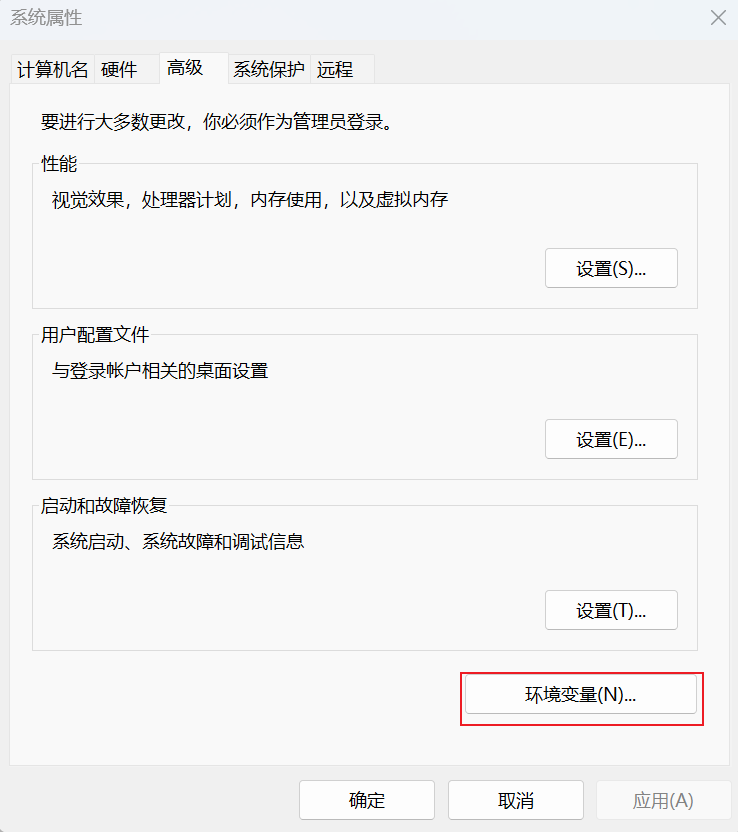 系统属性
计算机名 硬件 高级 系统保护 远程
要进行大多数更改，你必须作为管理员登录。
性能
视觉效果，处理器计划，内存使用，以及虚拟内存
设置(S)...
用户配置文件
与登录帐户相关的桌面设置
设置(E)...
启动和故障恢复
系统启动、系统故障和调试信息
设置(T)...
环境变量(N)...
确定 取消 应用(A)